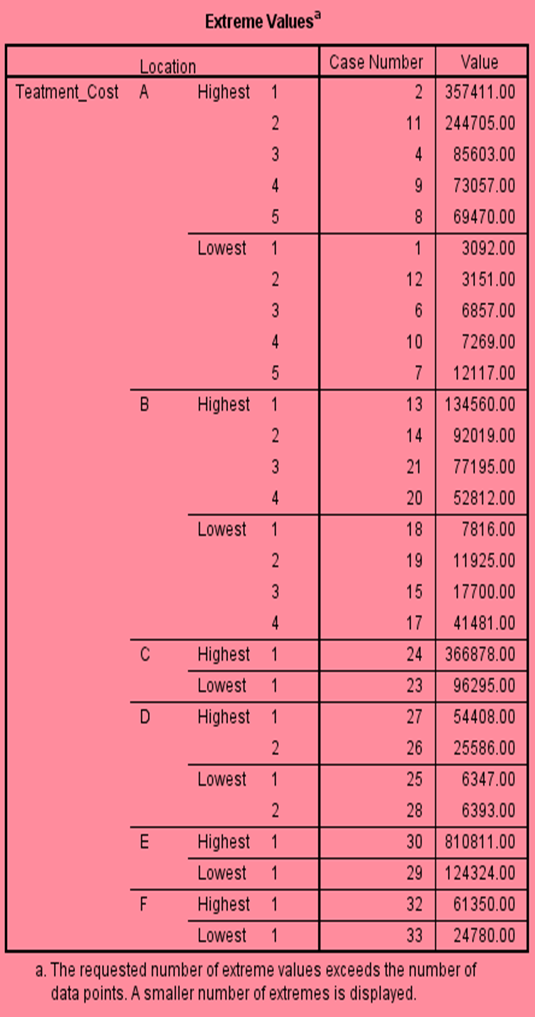 Extreme Valuesa
Location Case Number Value
Teatment_Cost A Highest 1 2 357411.00
2 11 244705.00
3 4 85603.00
4 9 73057.00
5 8 69470.00
Lowest 1 1 3092.00
2 12 3151.00
3 6 6857.00
4 10 7269.00
5 7 12117.00
B Highest 1 13 134560.00
2 14 92019.00
3 21 77195.00
4 20 52812.00
Lowest 1 18 7816.00
2 19 11925.00
3 15 17700.00
4 17 41481.00
C Highest 1 24 366878.00
Lowest 1 23 96295.00
D Highest 1 27 54408.00
2 26 25586.00
Lowest 1 25 6347.00
2 28 6393.00
E Highest 1 30 810811.00
Lowest 1 29 124324.00
F Highest 1 32 61350.00
Lowest 1 33 24780.00
a. The requested number of extreme values exceeds the number of
data points. A smaller number of extremes is displayed.